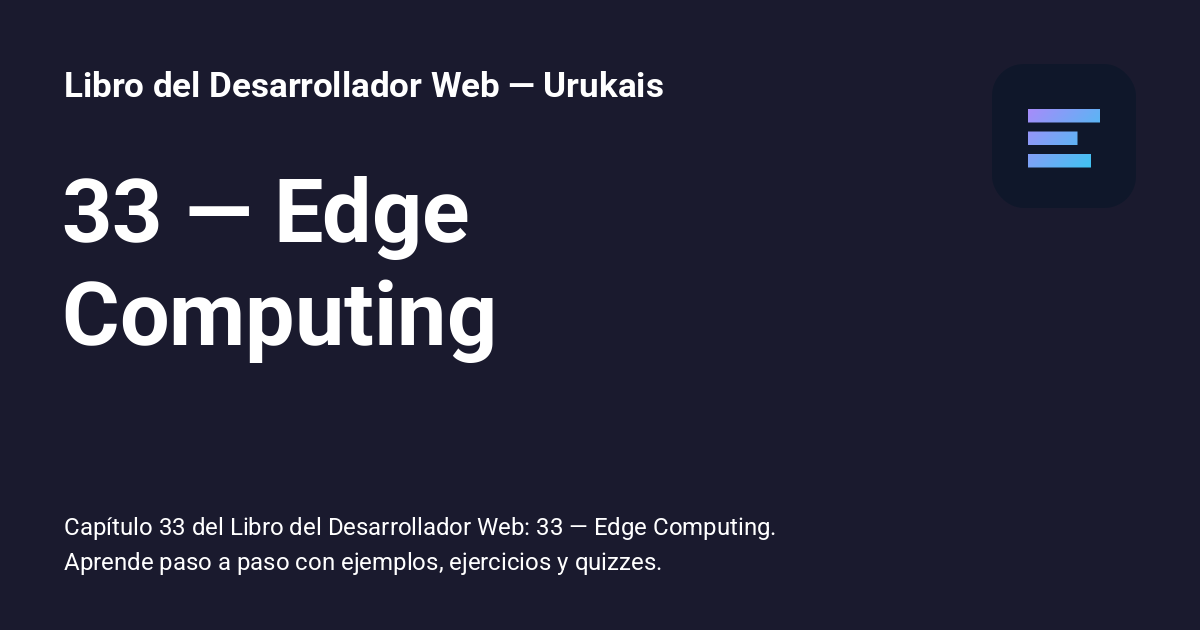 Libro del Desarrollador Web — Urukais
33 — Edge
Computing
Capítulo 33 del Libro del Desarrollador Web: 33 — Edge Computing.
Aprende paso a paso con ejemplos, ejercicios y quizzes.